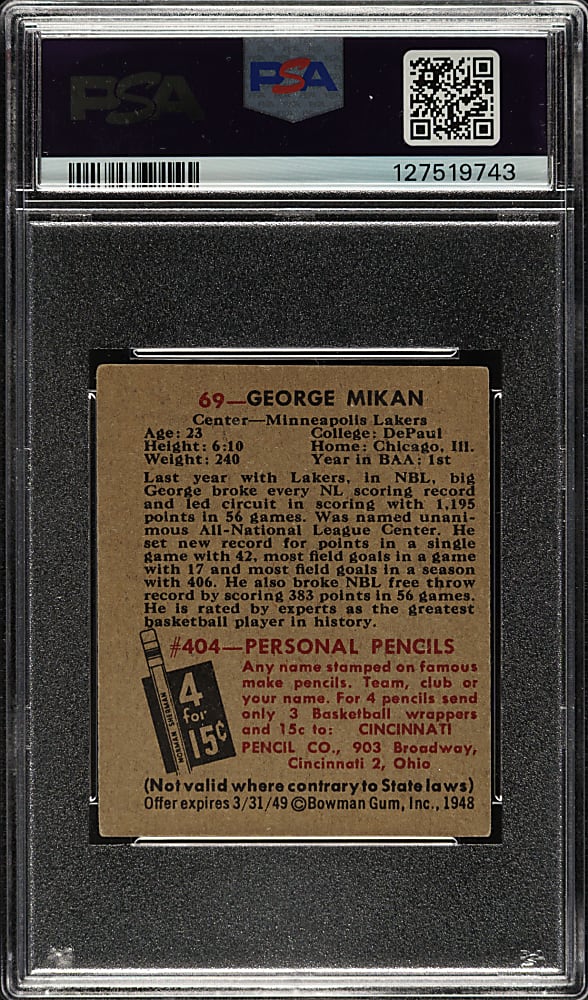 PSA
PSA
127519743
69—GEORGE MIKAN
Center—Minneapolis Lakers
Age: 23 College: DePaul
Height: 6:10 Home: Chicago, Ill.
Weight: 240 Year in BAA: 1st
Last year with Lakers, in NBL, big
George broke every NL scoring record
and led circuit in scoring with 1,195
points in 56 games. Was named unani-
mous All-National League Center. He
set new record for points in a single
game with 42, most field goals in a game
with 17 and most field goals in a season
with 406. He also broke NBL free throw
record by scoring 383 points in 56 games.
He is rated by experts as the greatest
basketball player in history.
#404—PERSONAL PENCILS
Any name stamped on famous
make pencils. Team, club or
your name. For 4 pencils send
only 3 Basketball wrappers
and 15c to: CINCINNATI
PENCIL CO., 903 Broadway,
Cincinnati 2, Ohio
NORMAN SHERMAN
4
for
15¢
(Not valid where contrary to State laws)
Offer expires 3/31/49 ©Bowman Gum, Inc., 1948